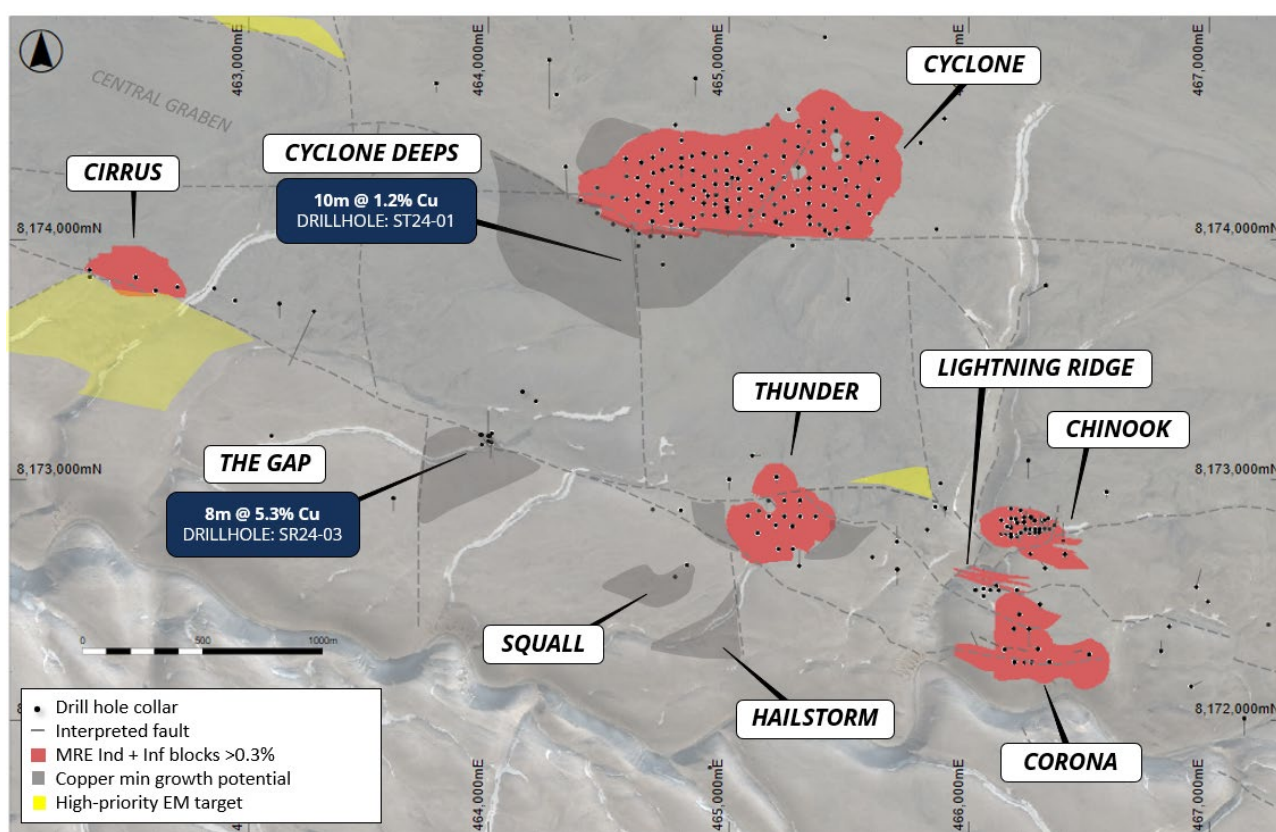 463,000mE
464,000mE
465,000mE
mE
467,000mE
CENTRAL GRABEN
CYCLONE
CYCLONE DEEPS
10m @ 1.2% Cu
DRILLHOLE: ST24-01
CIRRUS
8,174,000mN
8,174,000mN
LIGHTNING RIDGE
THUNDER
CHINOOK
THE GAP
8,173,000mN
8,173,000mN
8m @ 5.3% Cu
DRILLHOLE: SR24-03
SQUALL
0
500
1000m
HAILSTORM
8,172,000mN
CORONA
Drill hole collar
Interpreted fault
MRE Ind + Inf blocks >0.3%
Copper min growth potential
High-priority EM target
464,000mE
465,000mE
466,000mE
467,000mE